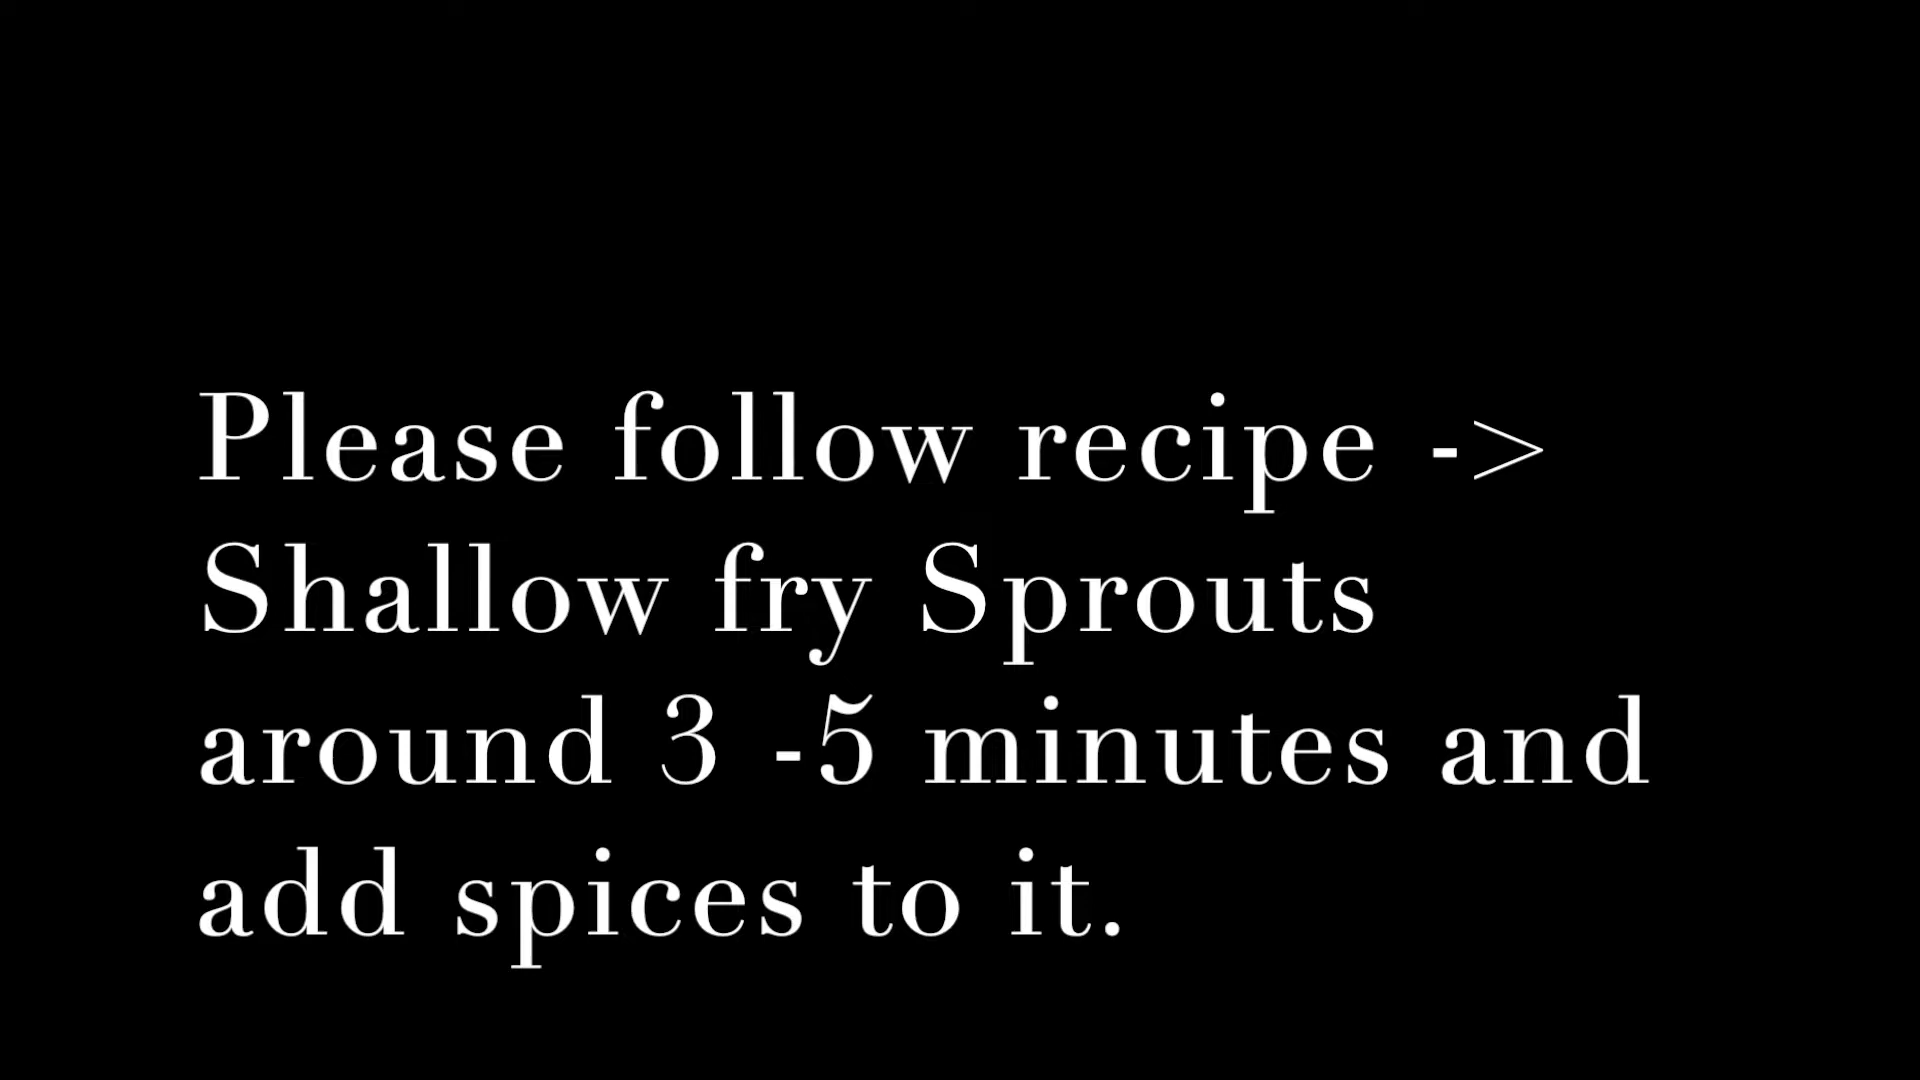 Please follow recipe ->
Shallow fry Sprouts
around 3 -5 minutes and
add spices to it.